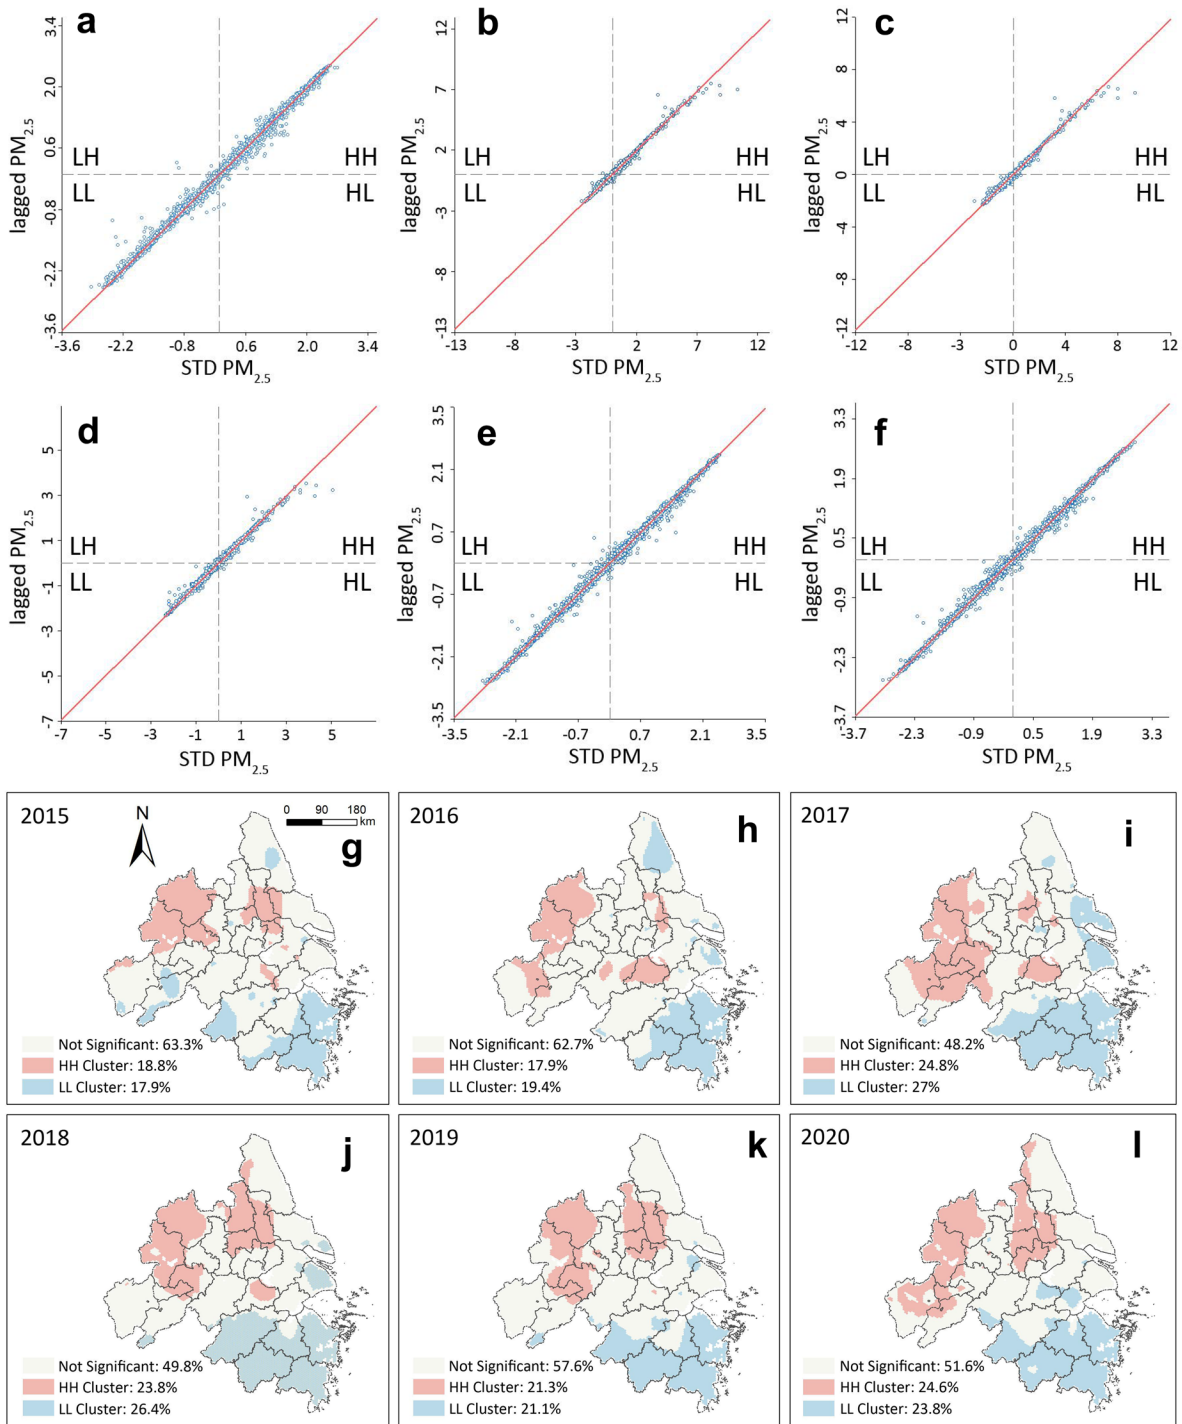 a
3.4
2.0
0.6
-0.8
-2.2
-3.6
lagged PM2.5
LH
HH
LL
HL
-3.6 -2.2 -0.8 0.6 2.0 3.4
STD PM2.5
b
12
7
2
-3
-8
-13
lagged PM2.5
LH
HH
LL
HL
-13 -8 -3 2 7 12
STD PM2.5
c
12
8
4
0
4
-8
-12
lagged PM2.5
LH
HH
LL
HL
-12 -8 -3 0 4 8 12
STD PM2.5
d
5
3
1
-1
-3
-5
-7
lagged PM2.5
LH
HH
LL
HL
-7 -5 -3 -1 1 3 5
STD PM2.5
e
3.5
2.1
0.7
-0.7
-2.1
-3.5
lagged PM2.5
LH
HH
LL
HL
-3.5 -2.1 -0.7 0.7 2.1 3.5
STD PM2.5
f
3.3
1.9
0.5
-0.9
-2.3
-3.7
lagged PM2.5
LH
HH
LL
HL
-3.7 -2.3 -0.9 0.5 1.9 3.3
STD PM2.5
2015
N
0 90 180
km
g
Not Significant: 63.3%
HH Cluster: 18.8%
LL Cluster: 17.9%
2016
h
Not Significant: 62.7%
HH Cluster: 17.9%
LL Cluster: 19.4%
2017
i
Not Significant: 48.2%
HH Cluster: 24.8%
LL Cluster: 27%
2018
j
Not Significant: 49.8%
HH Cluster: 23.8%
LL Cluster: 26.4%
2019
k
Not Significant: 57.6%
HH Cluster: 21.3%
LL Cluster: 21.1%
2020
l
Not Significant: 51.6%
HH Cluster: 24.6%
LL Cluster: 23.8%